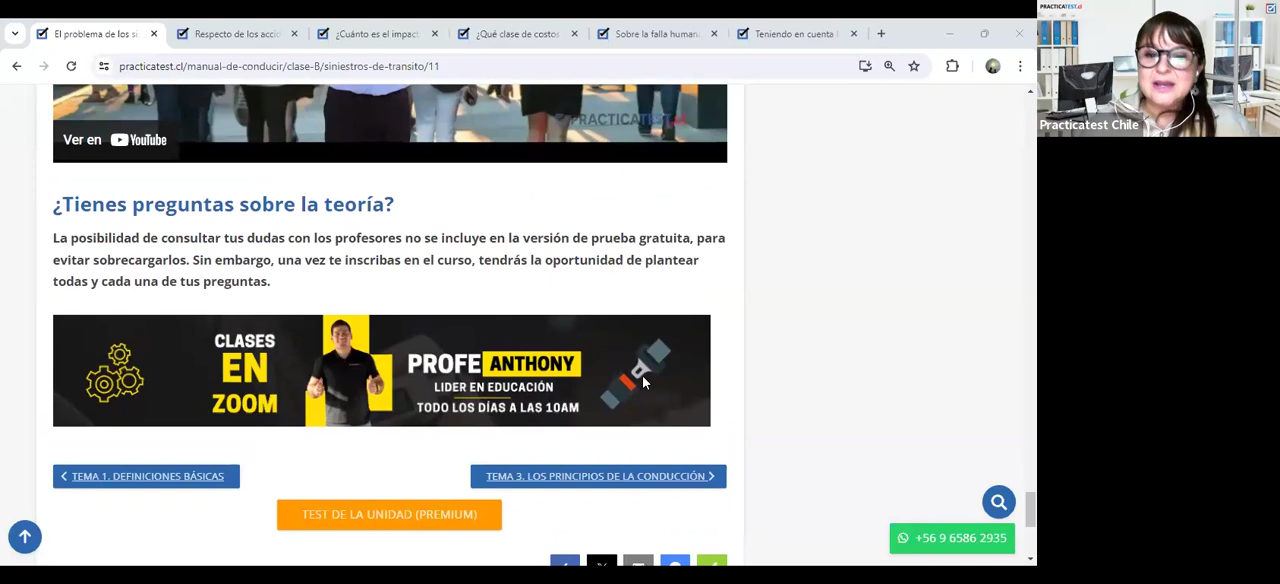 El problema de los si
Respecto de los acci
¿Cuánto es el impact
¿Qué clase de costos
Sobre la falla human
Teniendo en cuenta l
practicatest.cl/manual-de-conducir/clase-B/siniestros-de-transito/11
PRACTICATEST.cl
Practicatest Chile
PRACTICATEST.cl
Ver en YouTube
¿Tienes preguntas sobre la teoría?
La posibilidad de consultar tus dudas con los profesores no se incluye en la versión de prueba gratuita, para
evitar sobrecargarlos. Sin embargo, una vez te inscribas en el curso, tendrás la oportunidad de plantear
todas y cada una de tus preguntas.
CLASES
EN
ZOOM
PROFE ANTHONY
LIDER EN EDUCACIÓN
TODO LOS DÍAS A LAS 10AM
TEMA 1. DEFINICIONES BÁSICAS
TEMA 3. LOS PRINCIPIOS DE LA CONDUCCIÓN
TEST DE LA UNIDAD (PREMIUM)
+56 9 6586 2935